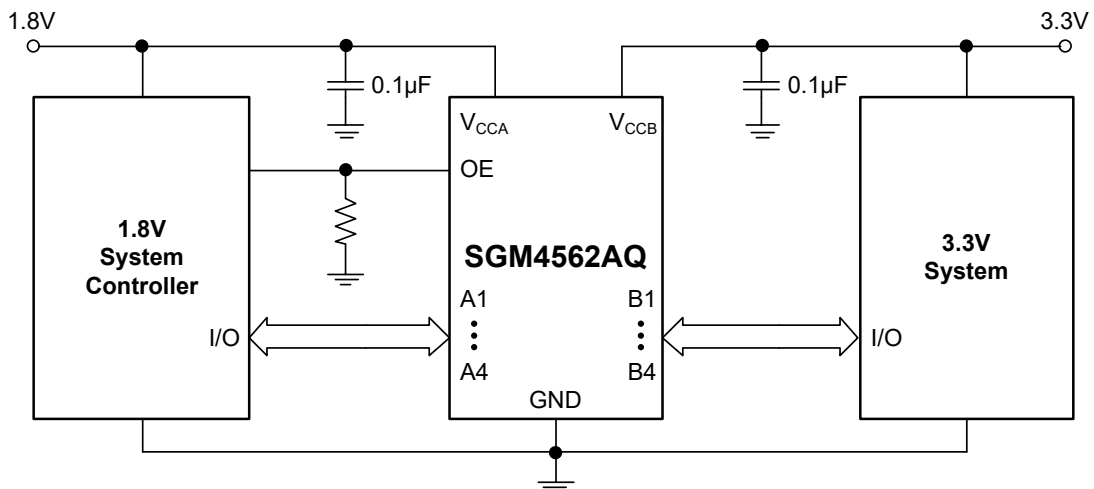 1.8V
3.3V
0.1µF
0.1µF
VCCA
VCCB
OE
1.8V
System
Controller
SGM4562AQ
3.3V
System
A1
B1
I/O
I/O
A4
B4
GND